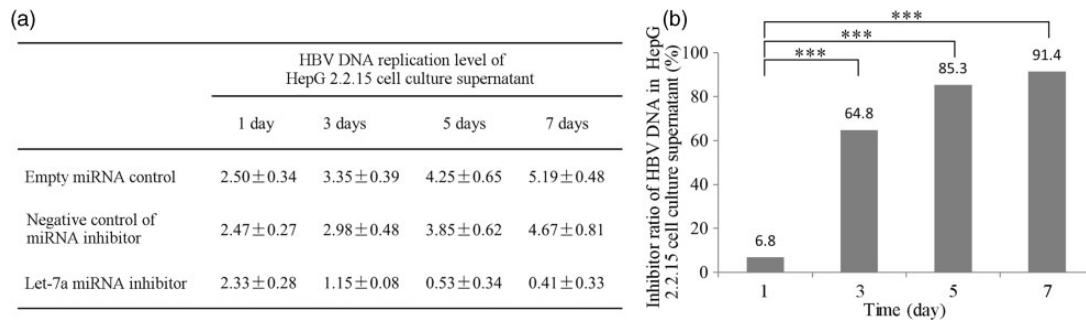 (a)
HBV DNA replication level of
HepG 2.2.15 cell culture supernatant
1 day 3 days 5 days 7 days
Empty miRNA control 2.50±0.34 3.35±0.39 4.25±0.65 5.19±0.48
Negative control of
miRNA inhibitor 2.47±0.27 2.98±0.48 3.85±0.62 4.67±0.81
Let-7a miRNA inhibitor 2.33±0.28 1.15±0.08 0.53±0.34 0.41±0.33
(b)
Inhibitor ratio of HBV DNA in HepG
2.2.15 cell culture supernatant (%)
100
80
60
40
20
0
***
***
***
6.8
64.8
85.3
91.4
1 3 5 7
Time (day)